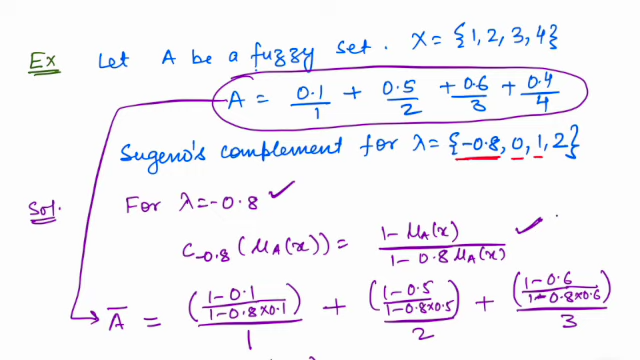 Ex Let A be a fuzzy set. X = {1, 2, 3, 4}
A = 0.1/1 + 0.5/2 + 0.6/3 + 0.4/4
Sugeno's complement for λ = {-0.8, 0, 1, 2}
Sol. For λ = -0.8 ✓
C₋₀.₈(μ_A(x)) = (1 - μ_A(x))/(1 - 0.8 μ_A(x)) ✓
Ā = ((1-0.1)/(1-0.8×0.1))/1 + ((1-0.5)/(1-0.8×0.5))/2 + ((1-0.6)/(1-0.8×0.6))/3